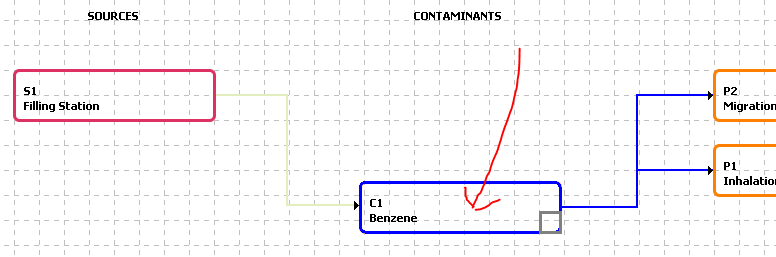 SOURCES
CONTAMINANTS
S1
Filling Station
C1
Benzene
P2
Migration
P1
Inhalation